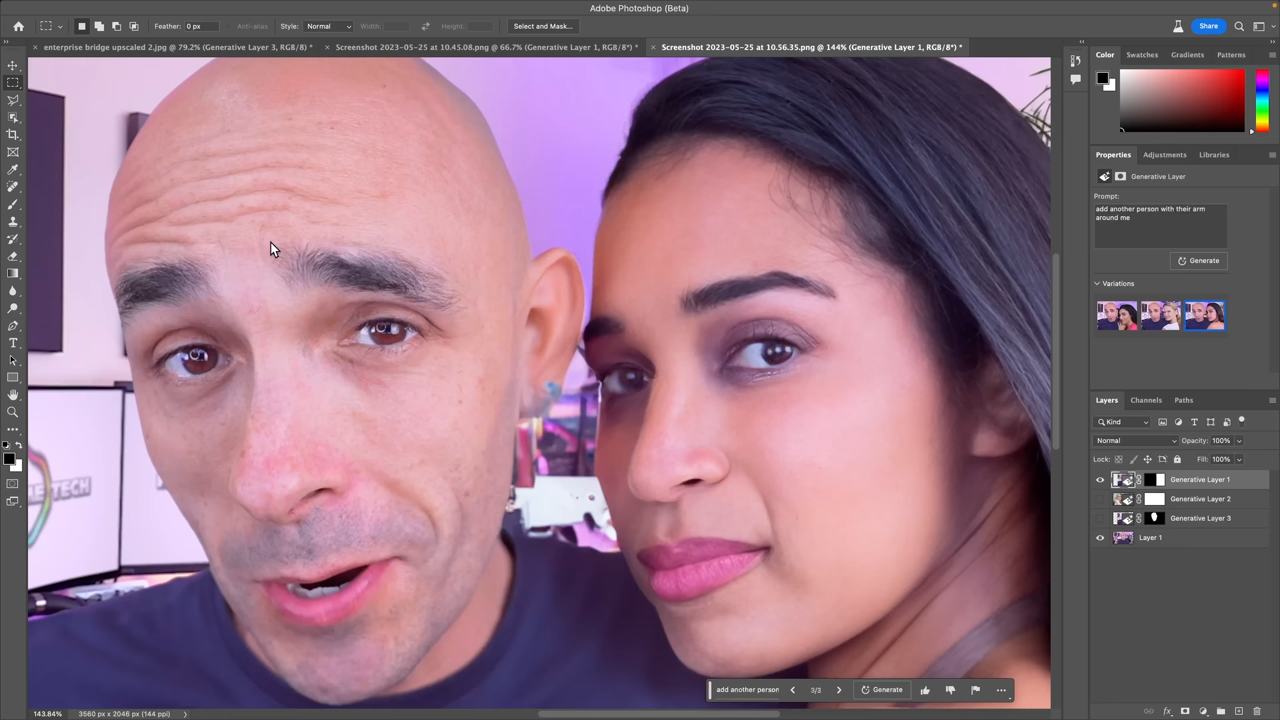 Adobe Photoshop (Beta)
Feather: 0 px Anti-alias Style: Normal Width: Height: Select and Mask... Share
enterprise bridge upscaled 2.jpg @ 79.2% (Generative Layer 3, RGB/8) * Screenshot 2023-05-25 at 10.45.08.png @ 66.7% (Generative Layer 1, RGB/8*) * Screenshot 2023-05-25 at 10.56.35.png @ 144% (Generative Layer 1, RGB/8*) *
Color Swatches Gradients Patterns
Properties Adjustments Libraries
Generative Layer
Prompt:
add another person with their arm
around me
Generate
Variations
Layers Channels Paths
Kind
Normal Opacity: 100%
Lock: Fill: 100%
Generative Layer 1
Generative Layer 2
Generative Layer 3
Layer 1
add another person 3/3 Generate
143.84% 3560 px x 2046 px (144 ppi)